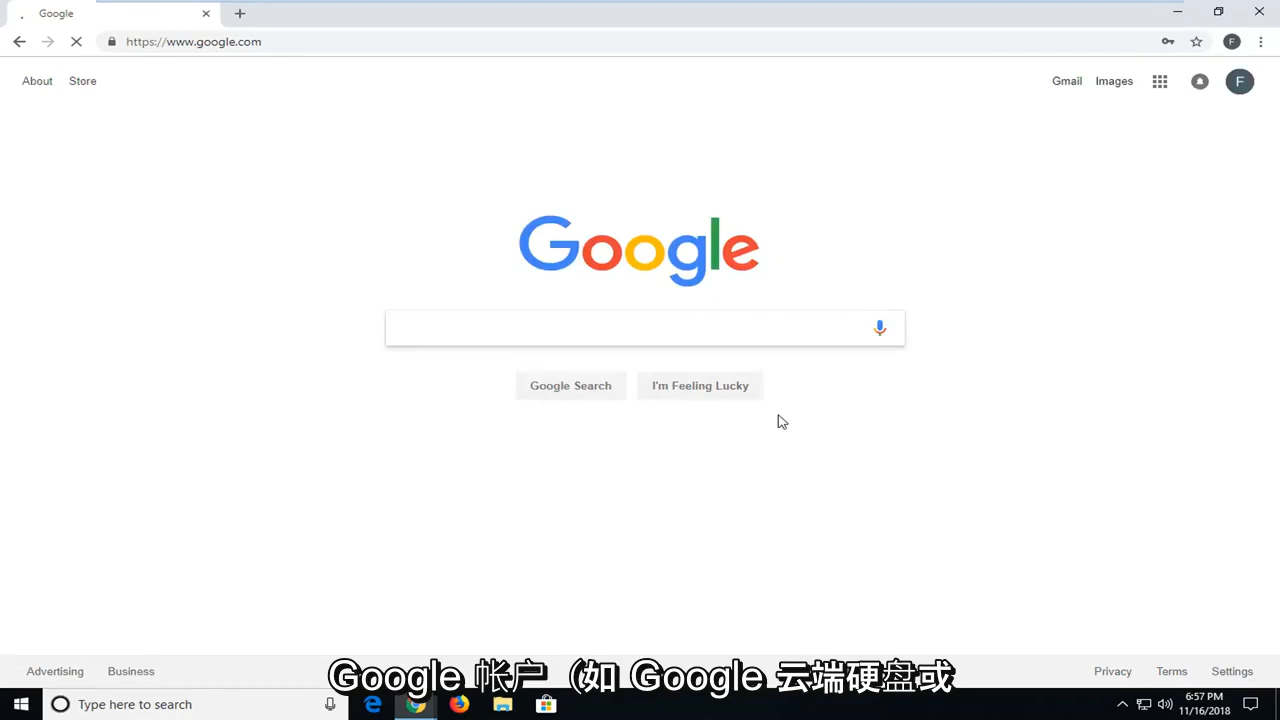 Google
https://www.google.com
F
About Store
Gmail Images
F
Google
Google Search I'm Feeling Lucky
Advertising Business
Privacy Terms Settings
Google 帐户（如 Google 云端硬盘或
Type here to search
6:57 PM
11/16/2018